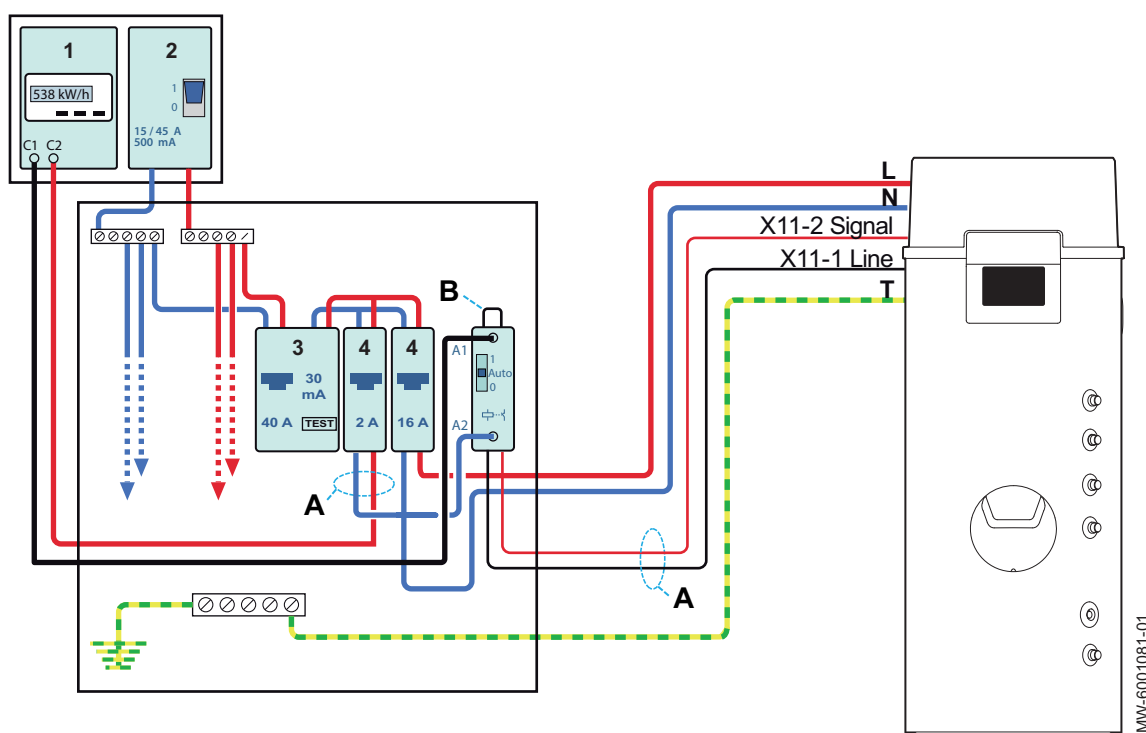 1
2
538 kW/h
1
0
15 / 45 A
500 mA
C1 C2
L
N
X11-2 Signal
X11-1 Line
T
B
3
4
4
A1
1
Auto
0
30
mA
40 A
TEST
2 A
16 A
A2
A
A
MW-6001081-01